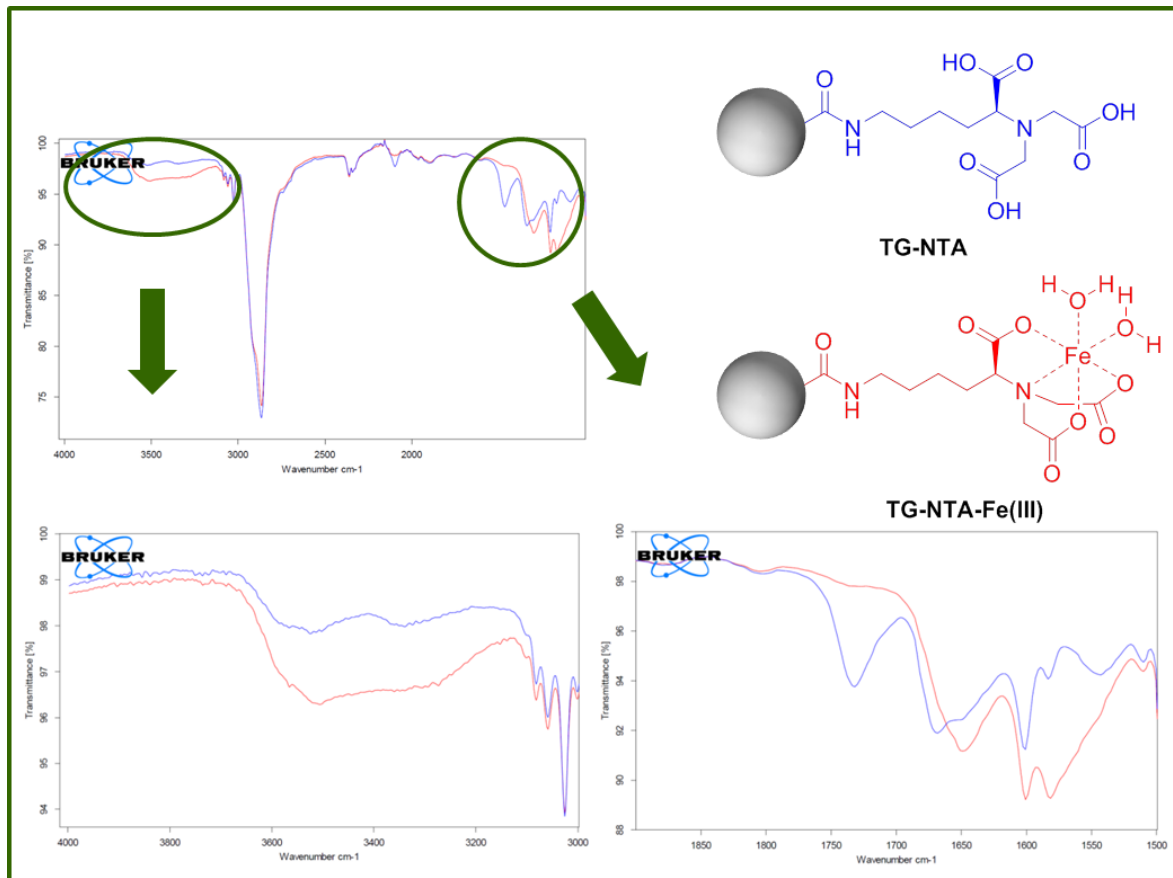 BRUKER
Transmittance [%]
100
95
90
85
80
75
4000
3500
3000
2500
2000
Wavenumber cm-1
O
N
H
HO
O
N
OH
O
O
HO
TG-NTA
H
H
O
H
O
H
O
O
Fe
O
N
H
N
O
O
O
O
TG-NTA-Fe(III)
BRUKER
Transmittance [%]
100
99
98
97
96
95
94
4000
3800
3600
3400
3200
3000
Wavenumber cm-1
BRUKER
Transmittance [%]
98
96
94
92
90
88
1850
1800
1750
1700
1650
1600
1550
1500
Wavenumber cm-1